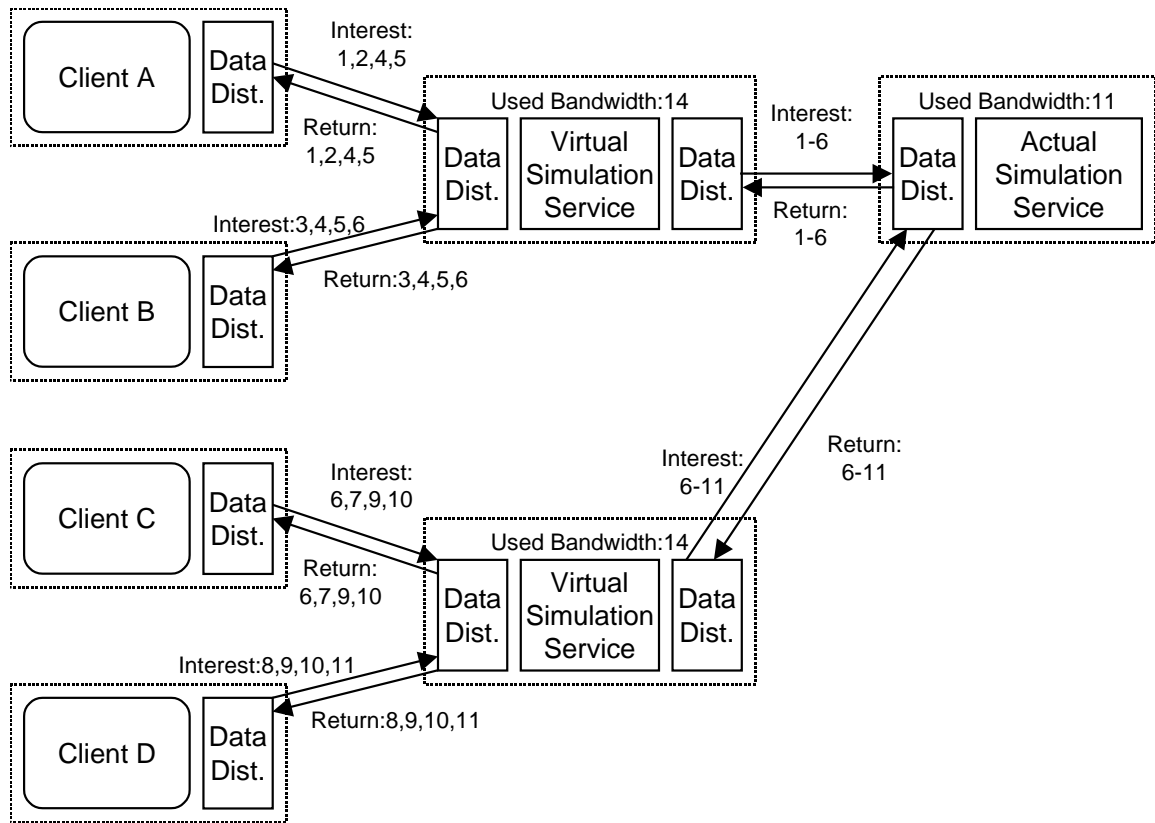 Client A
Data
Dist.
Interest:
1,2,4,5
Return:
1,2,4,5
Used Bandwidth:14
Data
Dist.
Virtual
Simulation
Service
Data
Dist.
Interest:
1-6
Return:
1-6
Used Bandwidth:11
Data
Dist.
Actual
Simulation
Service
Interest:3,4,5,6
Return:3,4,5,6
Client B
Data
Dist.
Client C
Data
Dist.
Interest:
6,7,9,10
Return:
6,7,9,10
Interest:
6-11
Return:
6-11
Used Bandwidth:14
Data
Dist.
Virtual
Simulation
Service
Data
Dist.
Interest:8,9,10,11
Return:8,9,10,11
Client D
Data
Dist.